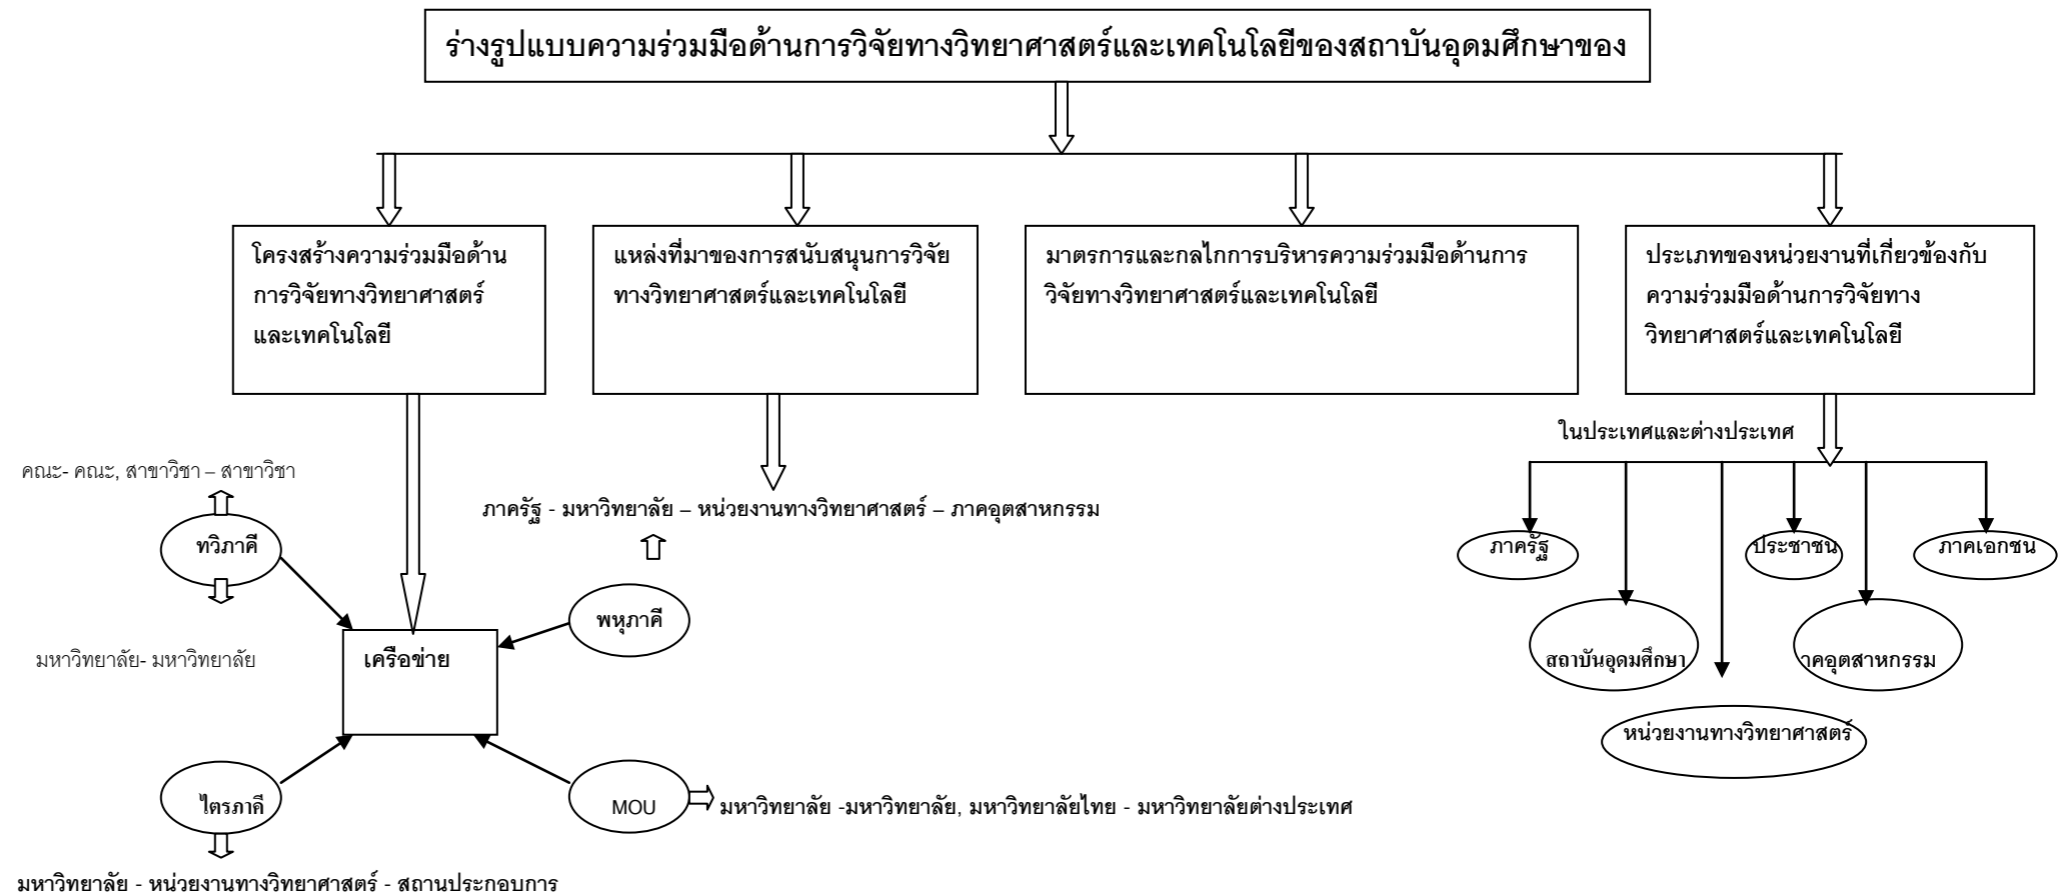 ร่างรูปแบบความร่วมมือด้านการวิจัยทางวิทยาศาสตร์และเทคโนโลยีของสถาบันอุดมศึกษาของ
โครงสร้างความร่วมมือด้าน
การวิจัยทางวิทยาศาสตร์
และเทคโนโลยี
แหล่งที่มาของการสนับสนุนการวิจัย
ทางวิทยาศาสตร์และเทคโนโลยี
มาตรการและกลไกการบริหารความร่วมมือด้านการ
วิจัยทางวิทยาศาสตร์และเทคโนโลยี
ประเภทของหน่วยงานที่เกี่ยวข้องกับ
ความร่วมมือด้านการวิจัยทาง
วิทยาศาสตร์และเทคโนโลยี
ในประเทศและต่างประเทศ
คณะ- คณะ, สาขาวิชา – สาขาวิชา
ภาครัฐ - มหาวิทยาลัย – หน่วยงานทางวิทยาศาสตร์ – ภาคอุตสาหกรรม
ทวิภาคี
ภาครัฐ
ประชาชน
ภาคเอกชน
พหุภาคี
มหาวิทยาลัย- มหาวิทยาลัย
เครือข่าย
สถาบันอุดมศึกษา
าคอุตสาหกรรม
หน่วยงานทางวิทยาศาสตร์
ไตรภาคี
MOU
มหาวิทยาลัย -มหาวิทยาลัย, มหาวิทยาลัยไทย - มหาวิทยาลัยต่างประเทศ
มหาวิทยาลัย - หน่วยงานทางวิทยาศาสตร์ - สถานประกอบการ